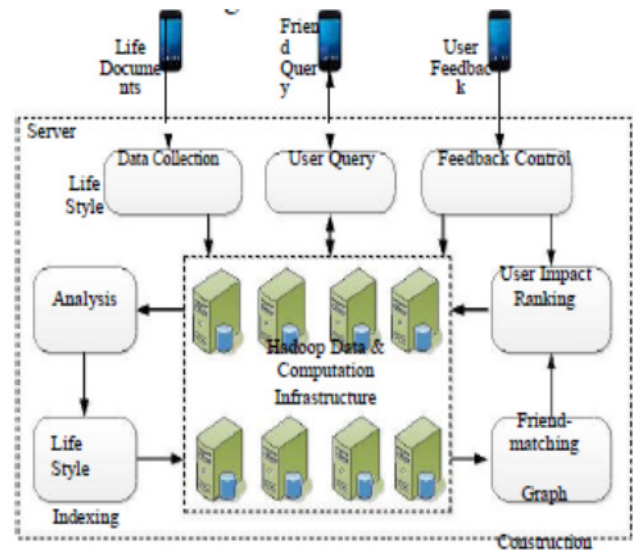 Life
Docume
nts
Frien
d
Quer
y
User
Feedbac
k
Server
Data Collection
User Query
Feedback Control
Life
Style
Analysis
User Impact
Ranking
Hadoop Data &
Computation
Infrastructure
Life
Style
Indexing
Friend-
matching
Graph
Construction